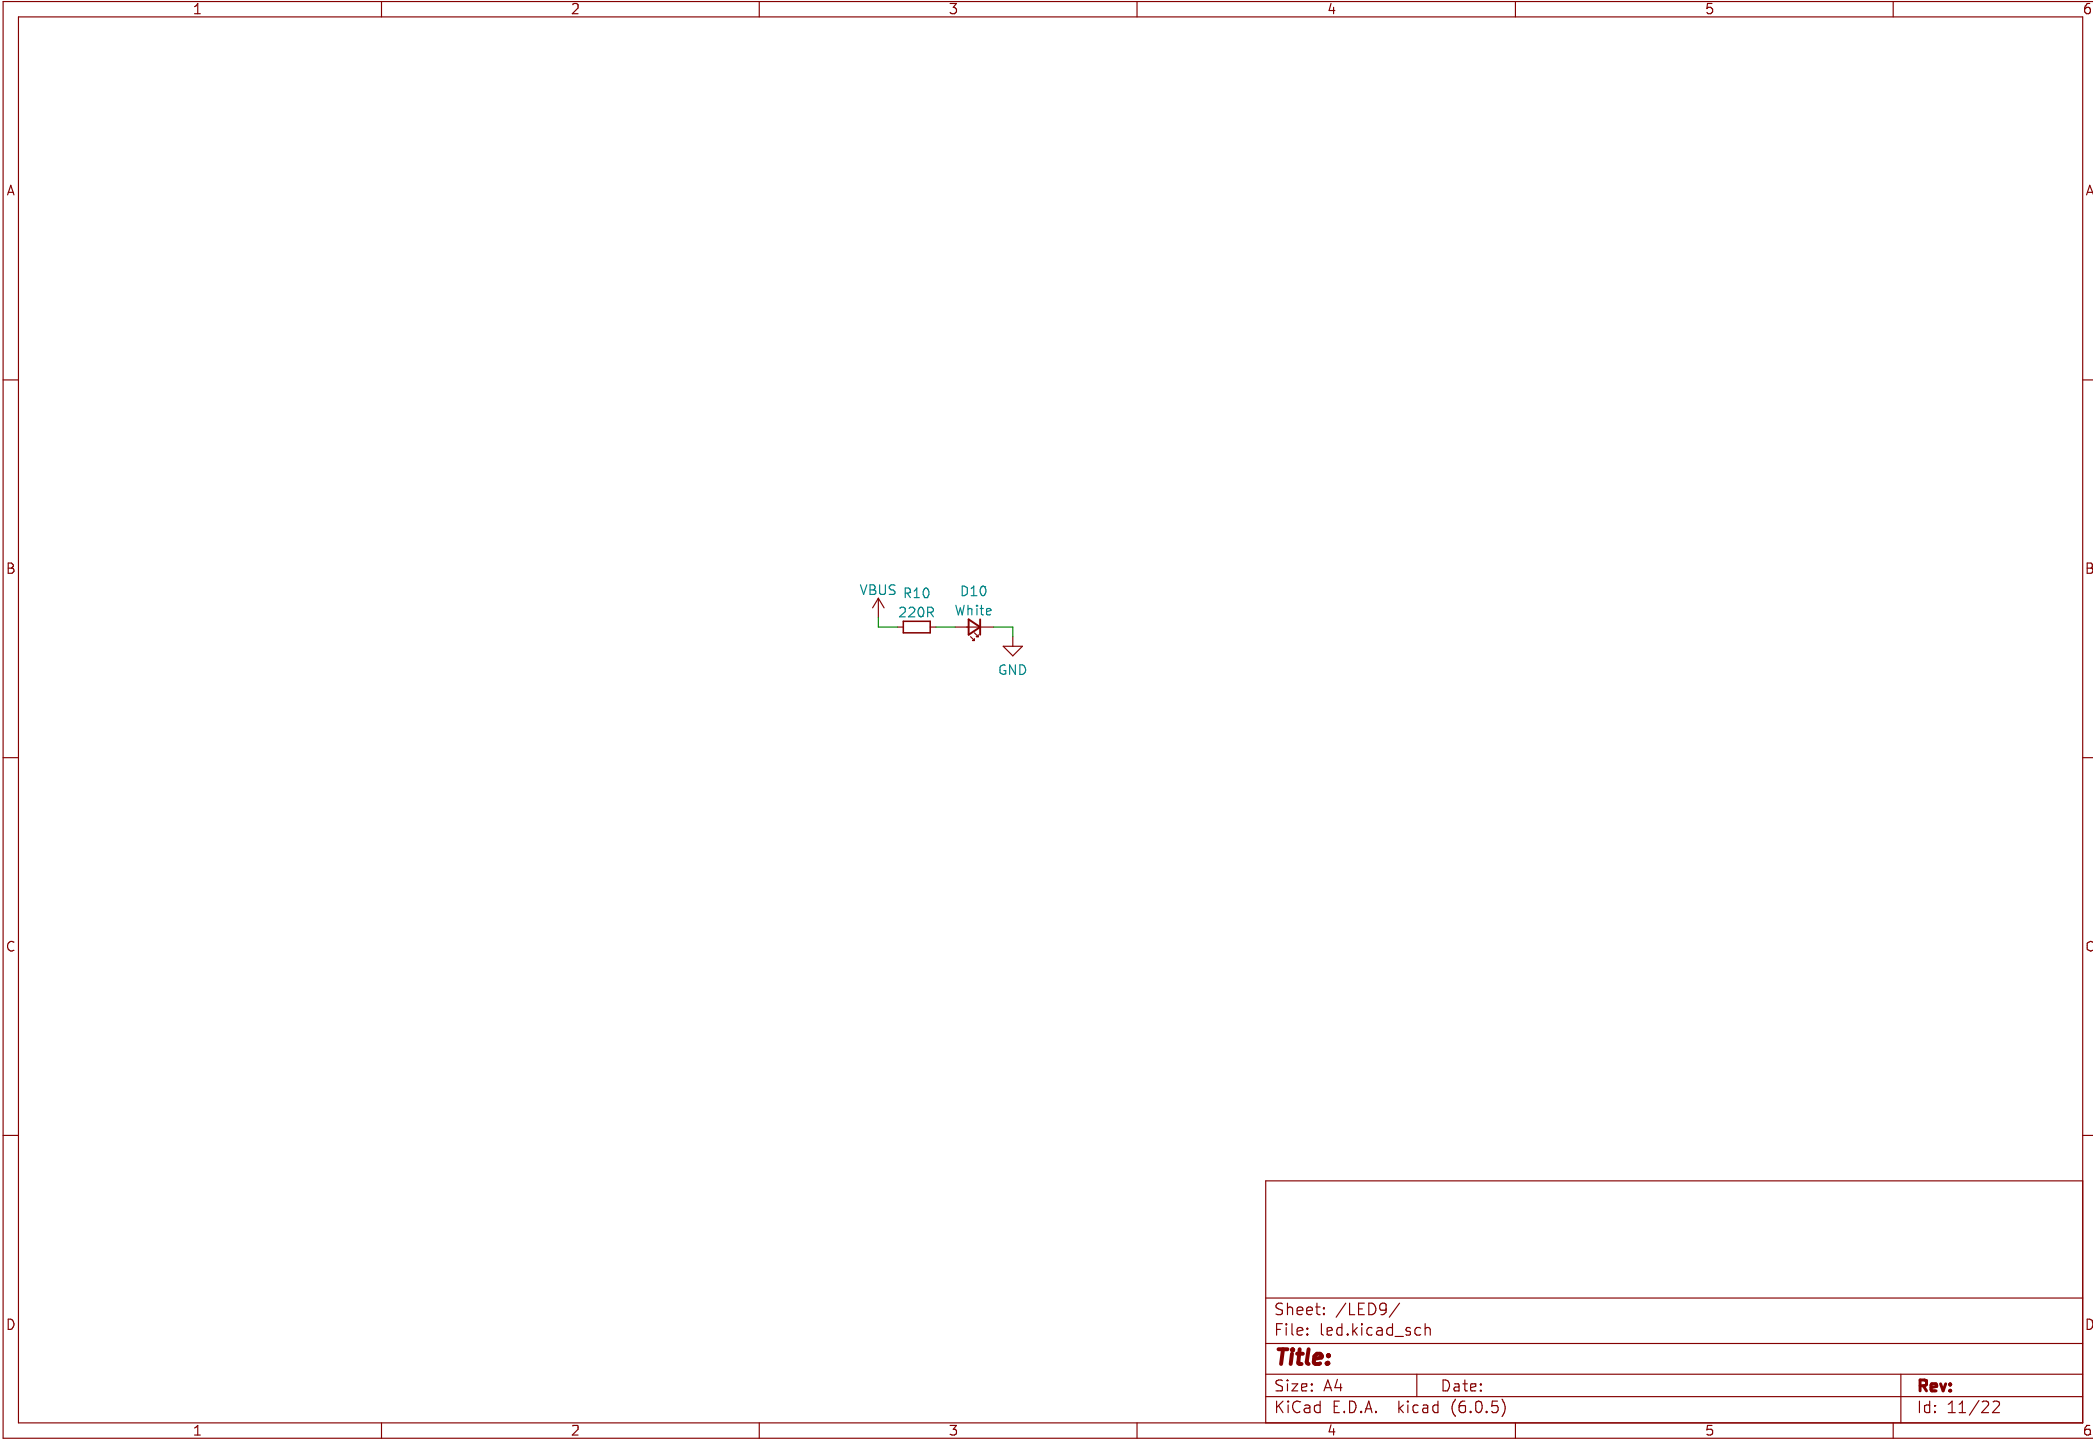 1 2 3 4 5 6
A A
B B
VBUS R10 D10
220R White
GND
C C
Sheet: /LED9/
File: led.kicad_sch
D D
Title:
Size: A4 Date: Rev:
KiCad E.D.A. kicad (6.0.5) Id: 11/22
1 2 3 4 5 6